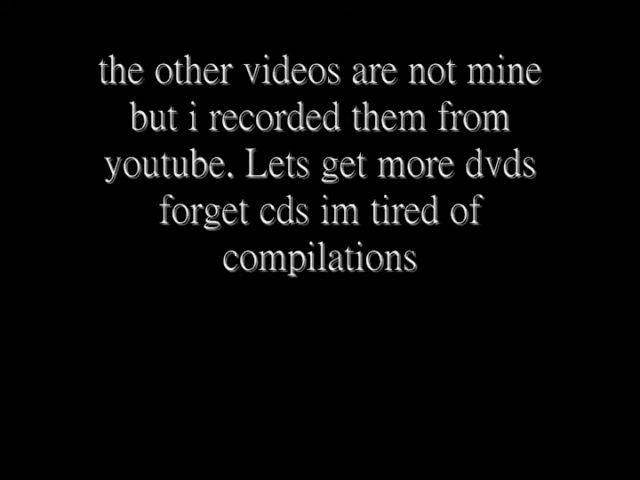 the other videos are not mine
but i recorded them from
youtube. Lets get more dvds
forget cds im tired of
compilations